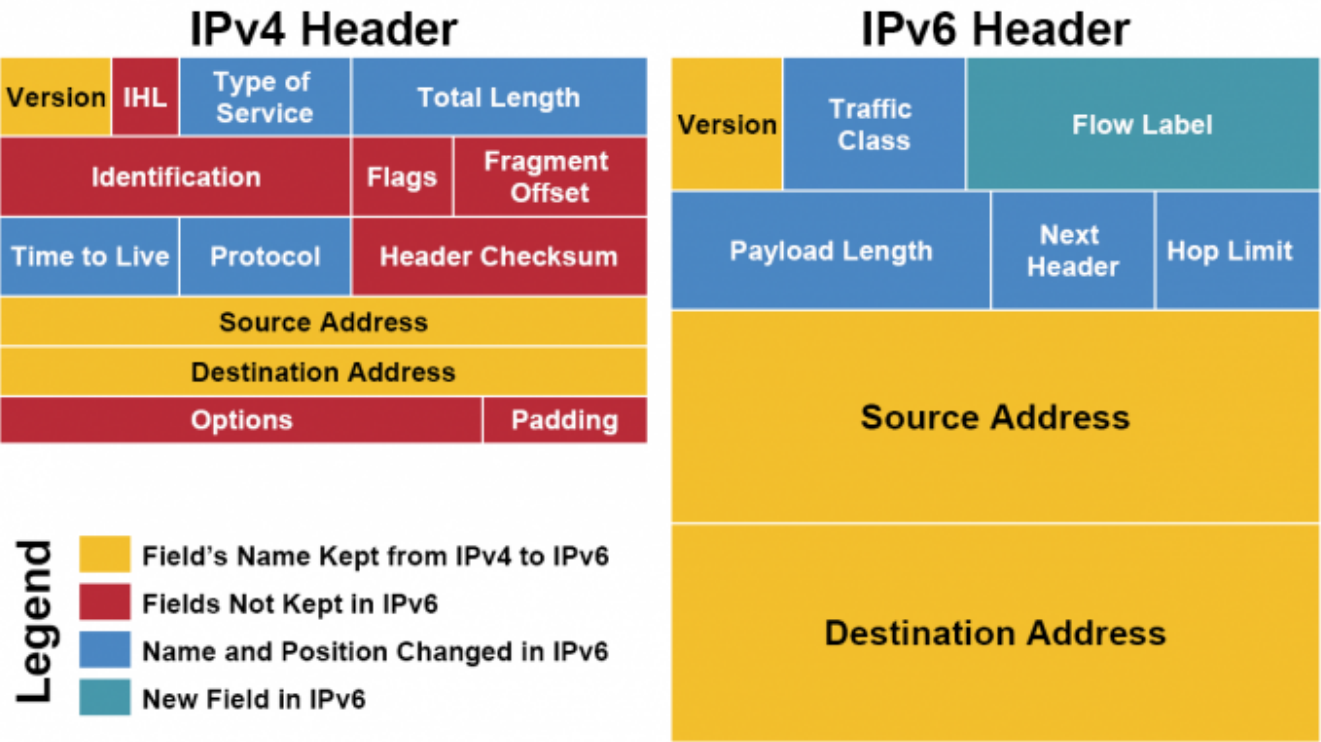 IPv4 Header
Version
IHL
Type of
Service
Total Length
Identification
Flags
Fragment
Offset
Time to Live
Protocol
Header Checksum
Source Address
Destination Address
Options
Padding
IPv6 Header
Version
Traffic
Class
Flow Label
Payload Length
Next
Header
Hop Limit
Source Address
Destination Address
Legend
Field's Name Kept from IPv4 to IPv6
Fields Not Kept in IPv6
Name and Position Changed in IPv6
New Field in IPv6